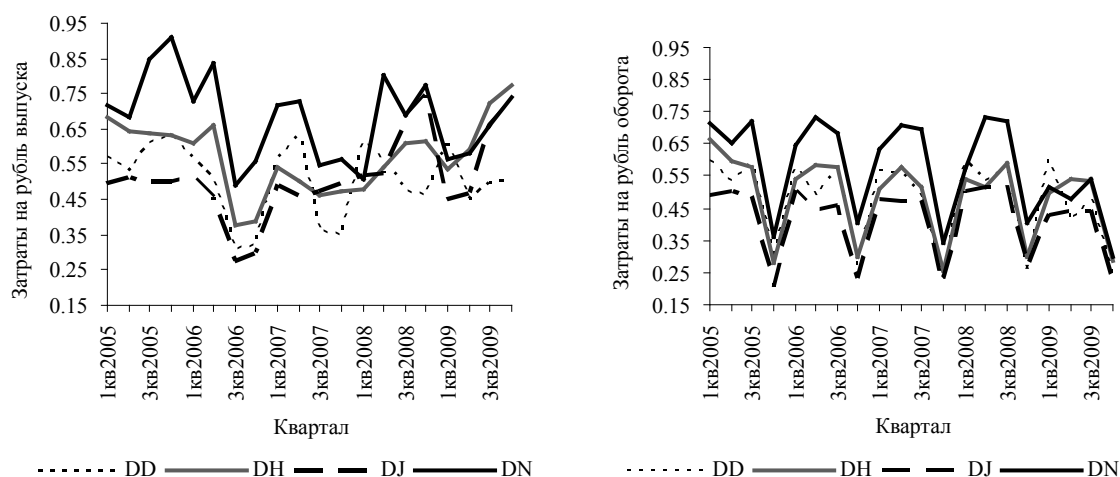 Затраты на рубль выпуска
0.95
0.85
0.75
0.65
0.55
0.45
0.35
0.25
0.15
1кв2005
3кв2005
1кв2006
3кв2006
1кв2007
3кв2007
1кв2008
3кв2008
1кв2009
3кв2009
Квартал
DD DH DJ DN
Затраты на рубль оборота
0.95
0.85
0.75
0.65
0.55
0.45
0.35
0.25
0.15
1кв2005
3кв2005
1кв2006
3кв2006
1кв2007
3кв2007
1кв2008
3кв2008
1кв2009
3кв2009
Квартал
DD DH DJ DN